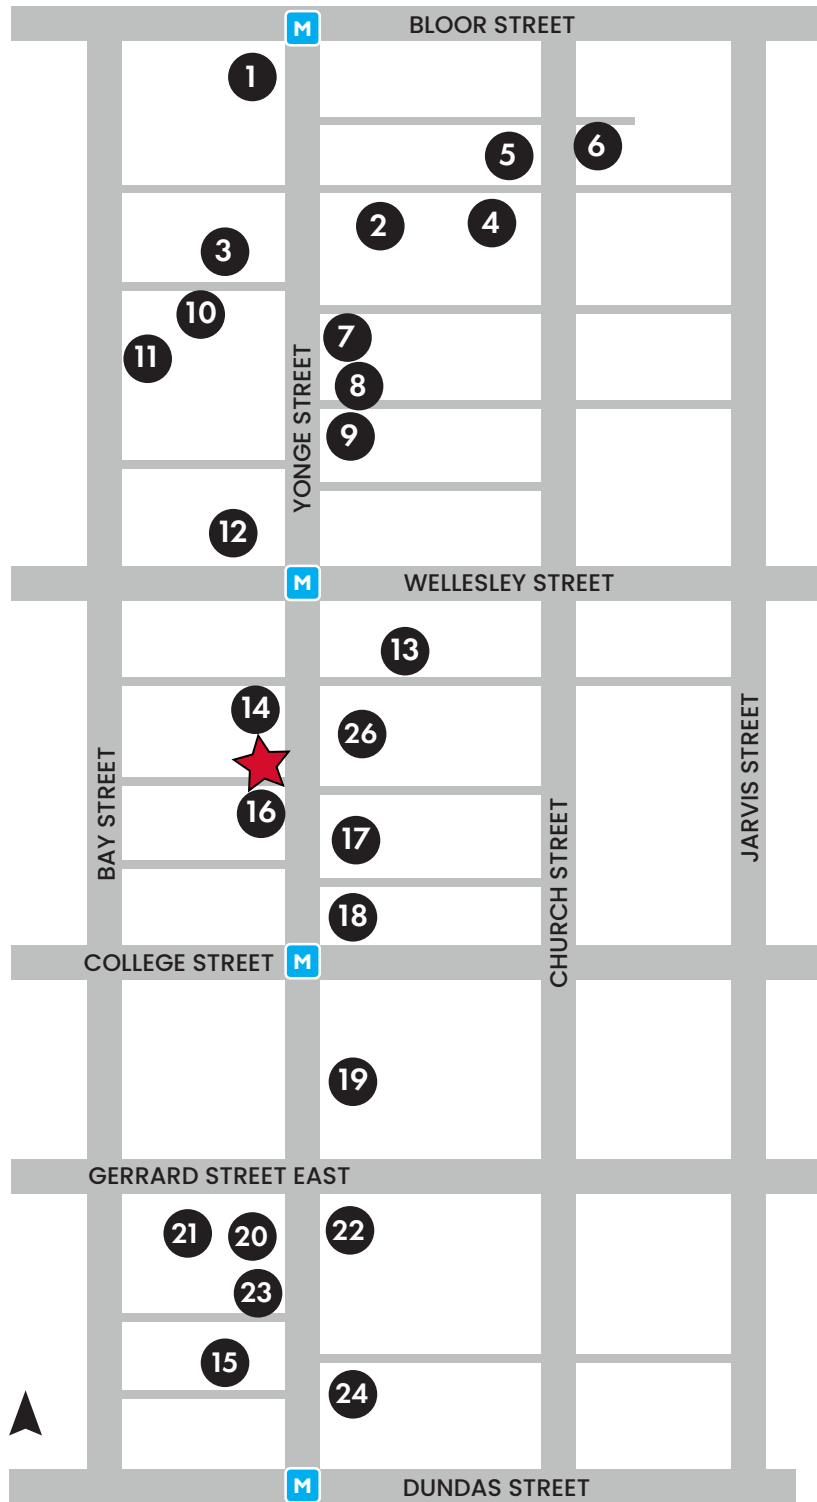 M
BLOOR STREET
1
6
5
2
4
3
10
7
11
8
YONGE STREET
9
12
M
WELLESLEY STREET
13
14
26
JARVIS STREET
BAY STREET
16
17
CHURCH STREET
18
COLLEGE STREET
M
19
GERRARD STREET EAST
21
20
22
23
15
24
M
DUNDAS STREET